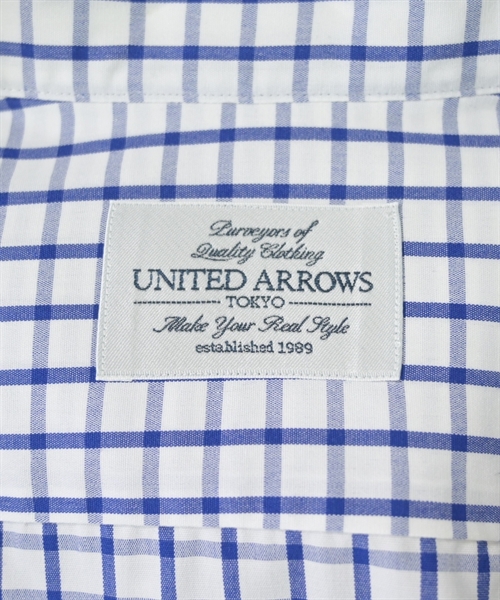 Purveyors of
Quality Clothing
UNITED ARROWS
TOKYO
Make Your Real Style
established 1989